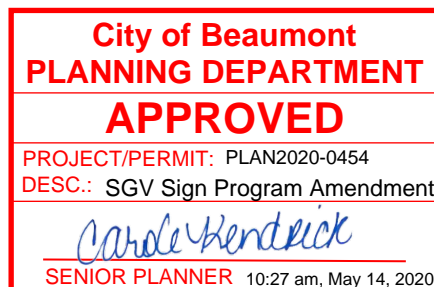 City of Beaumont
PLANNING DEPARTMENT
APPROVED
PROJECT/PERMIT: PLAN2020-0454
DESC.: SGV Sign Program Amendment
Carole Kendrick
SENIOR PLANNER 10:27 am, May 14, 2020